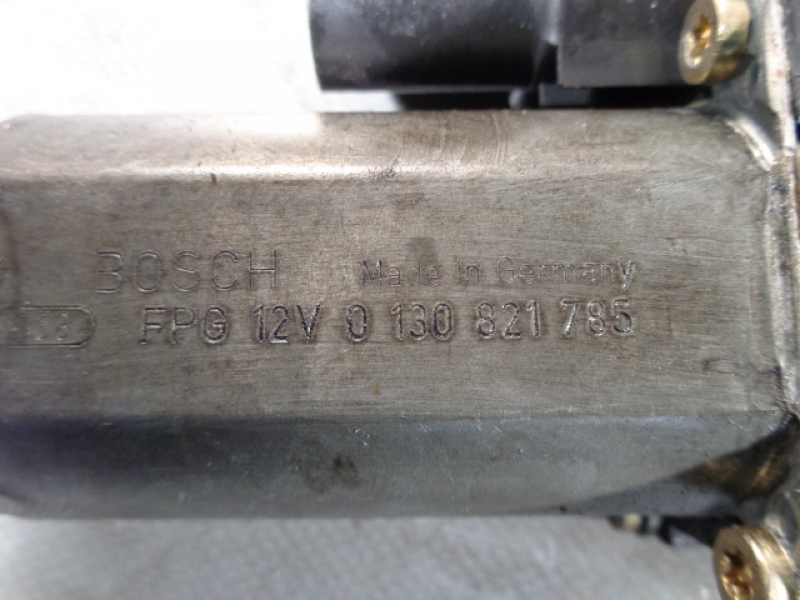 BOSCH Made in Germany
FPG 12V 0 130 821 785